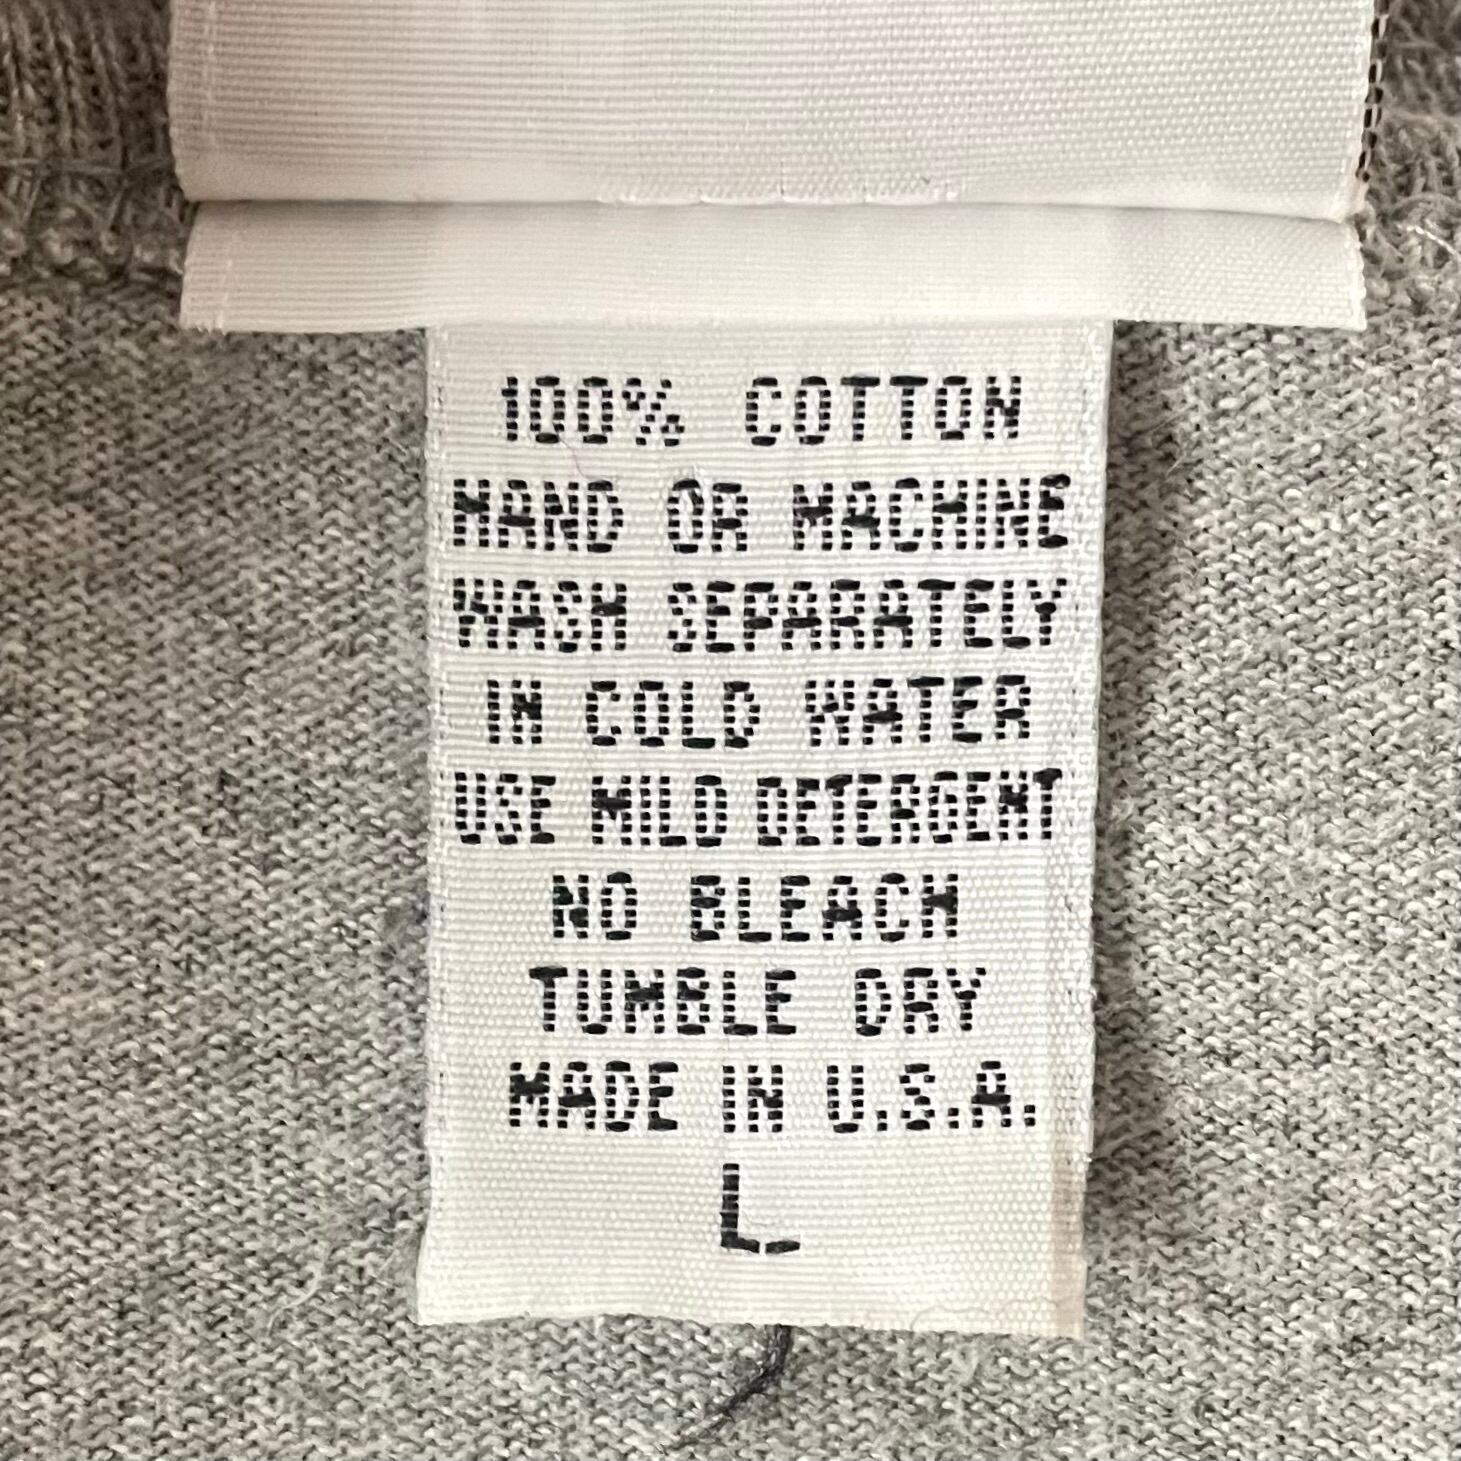 100% COTTON
HAND OR MACHINE
WASH SEPARATELY
IN COLD WATER
USE MILD DETERGENT
NO BLEACH
TUMBLE DRY
MADE IN U.S.A.
L